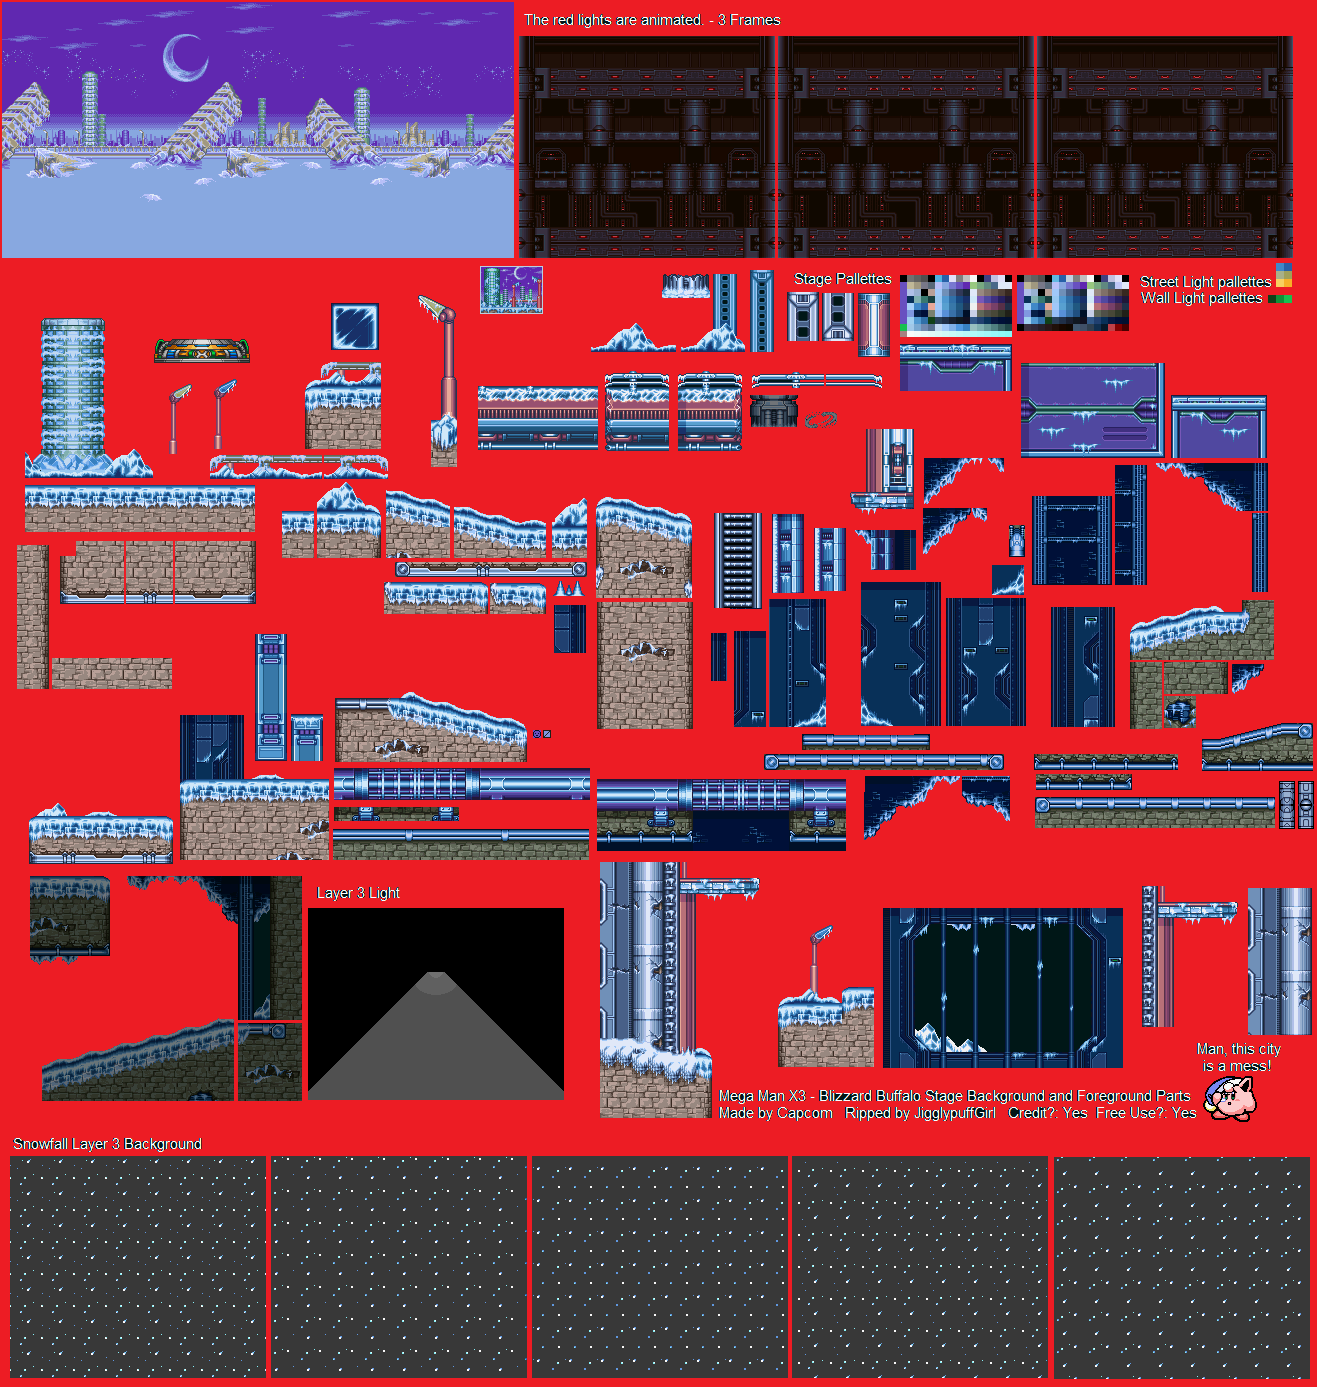 The red lights are animated. - 3 Frames
Stage Pallettes
Street Light pallettes
Wall Light pallettes
Layer 3 Light
Man, this city
is a mess!
Mega Man X3 - Blizzard Buffalo Stage Background and Foreground Parts
Made by Capcom   Ripped by JigglypuffGirl   Credit?: Yes  Free Use?: Yes
Snowfall Layer 3 Background